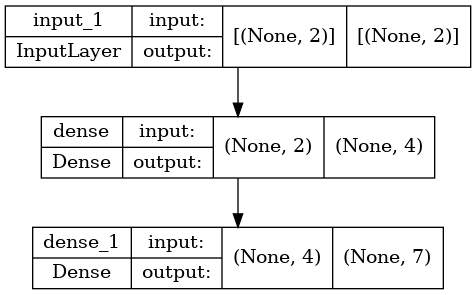 input_1 input: [(None, 2)] [(None, 2)]
InputLayer output:
dense input: (None, 2) (None, 4)
Dense output:
dense_1 input: (None, 4) (None, 7)
Dense output: